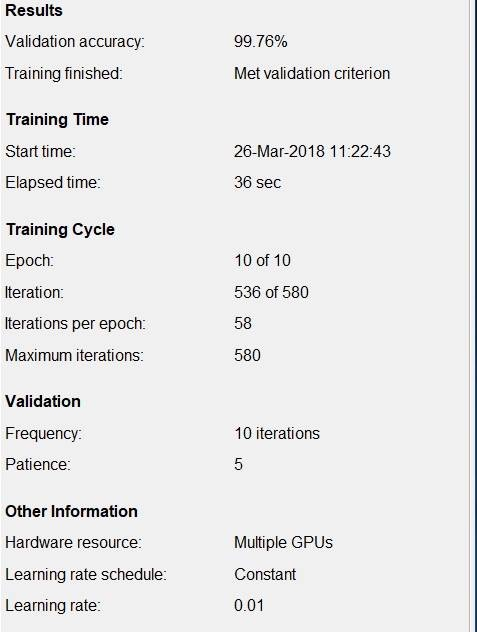 Results
Validation accuracy: 99.76%
Training finished: Met validation criterion
Training Time
Start time: 26-Mar-2018 11:22:43
Elapsed time: 36 sec
Training Cycle
Epoch: 10 of 10
Iteration: 536 of 580
Iterations per epoch: 58
Maximum iterations: 580
Validation
Frequency: 10 iterations
Patience: 5
Other Information
Hardware resource: Multiple GPUs
Learning rate schedule: Constant
Learning rate: 0.01